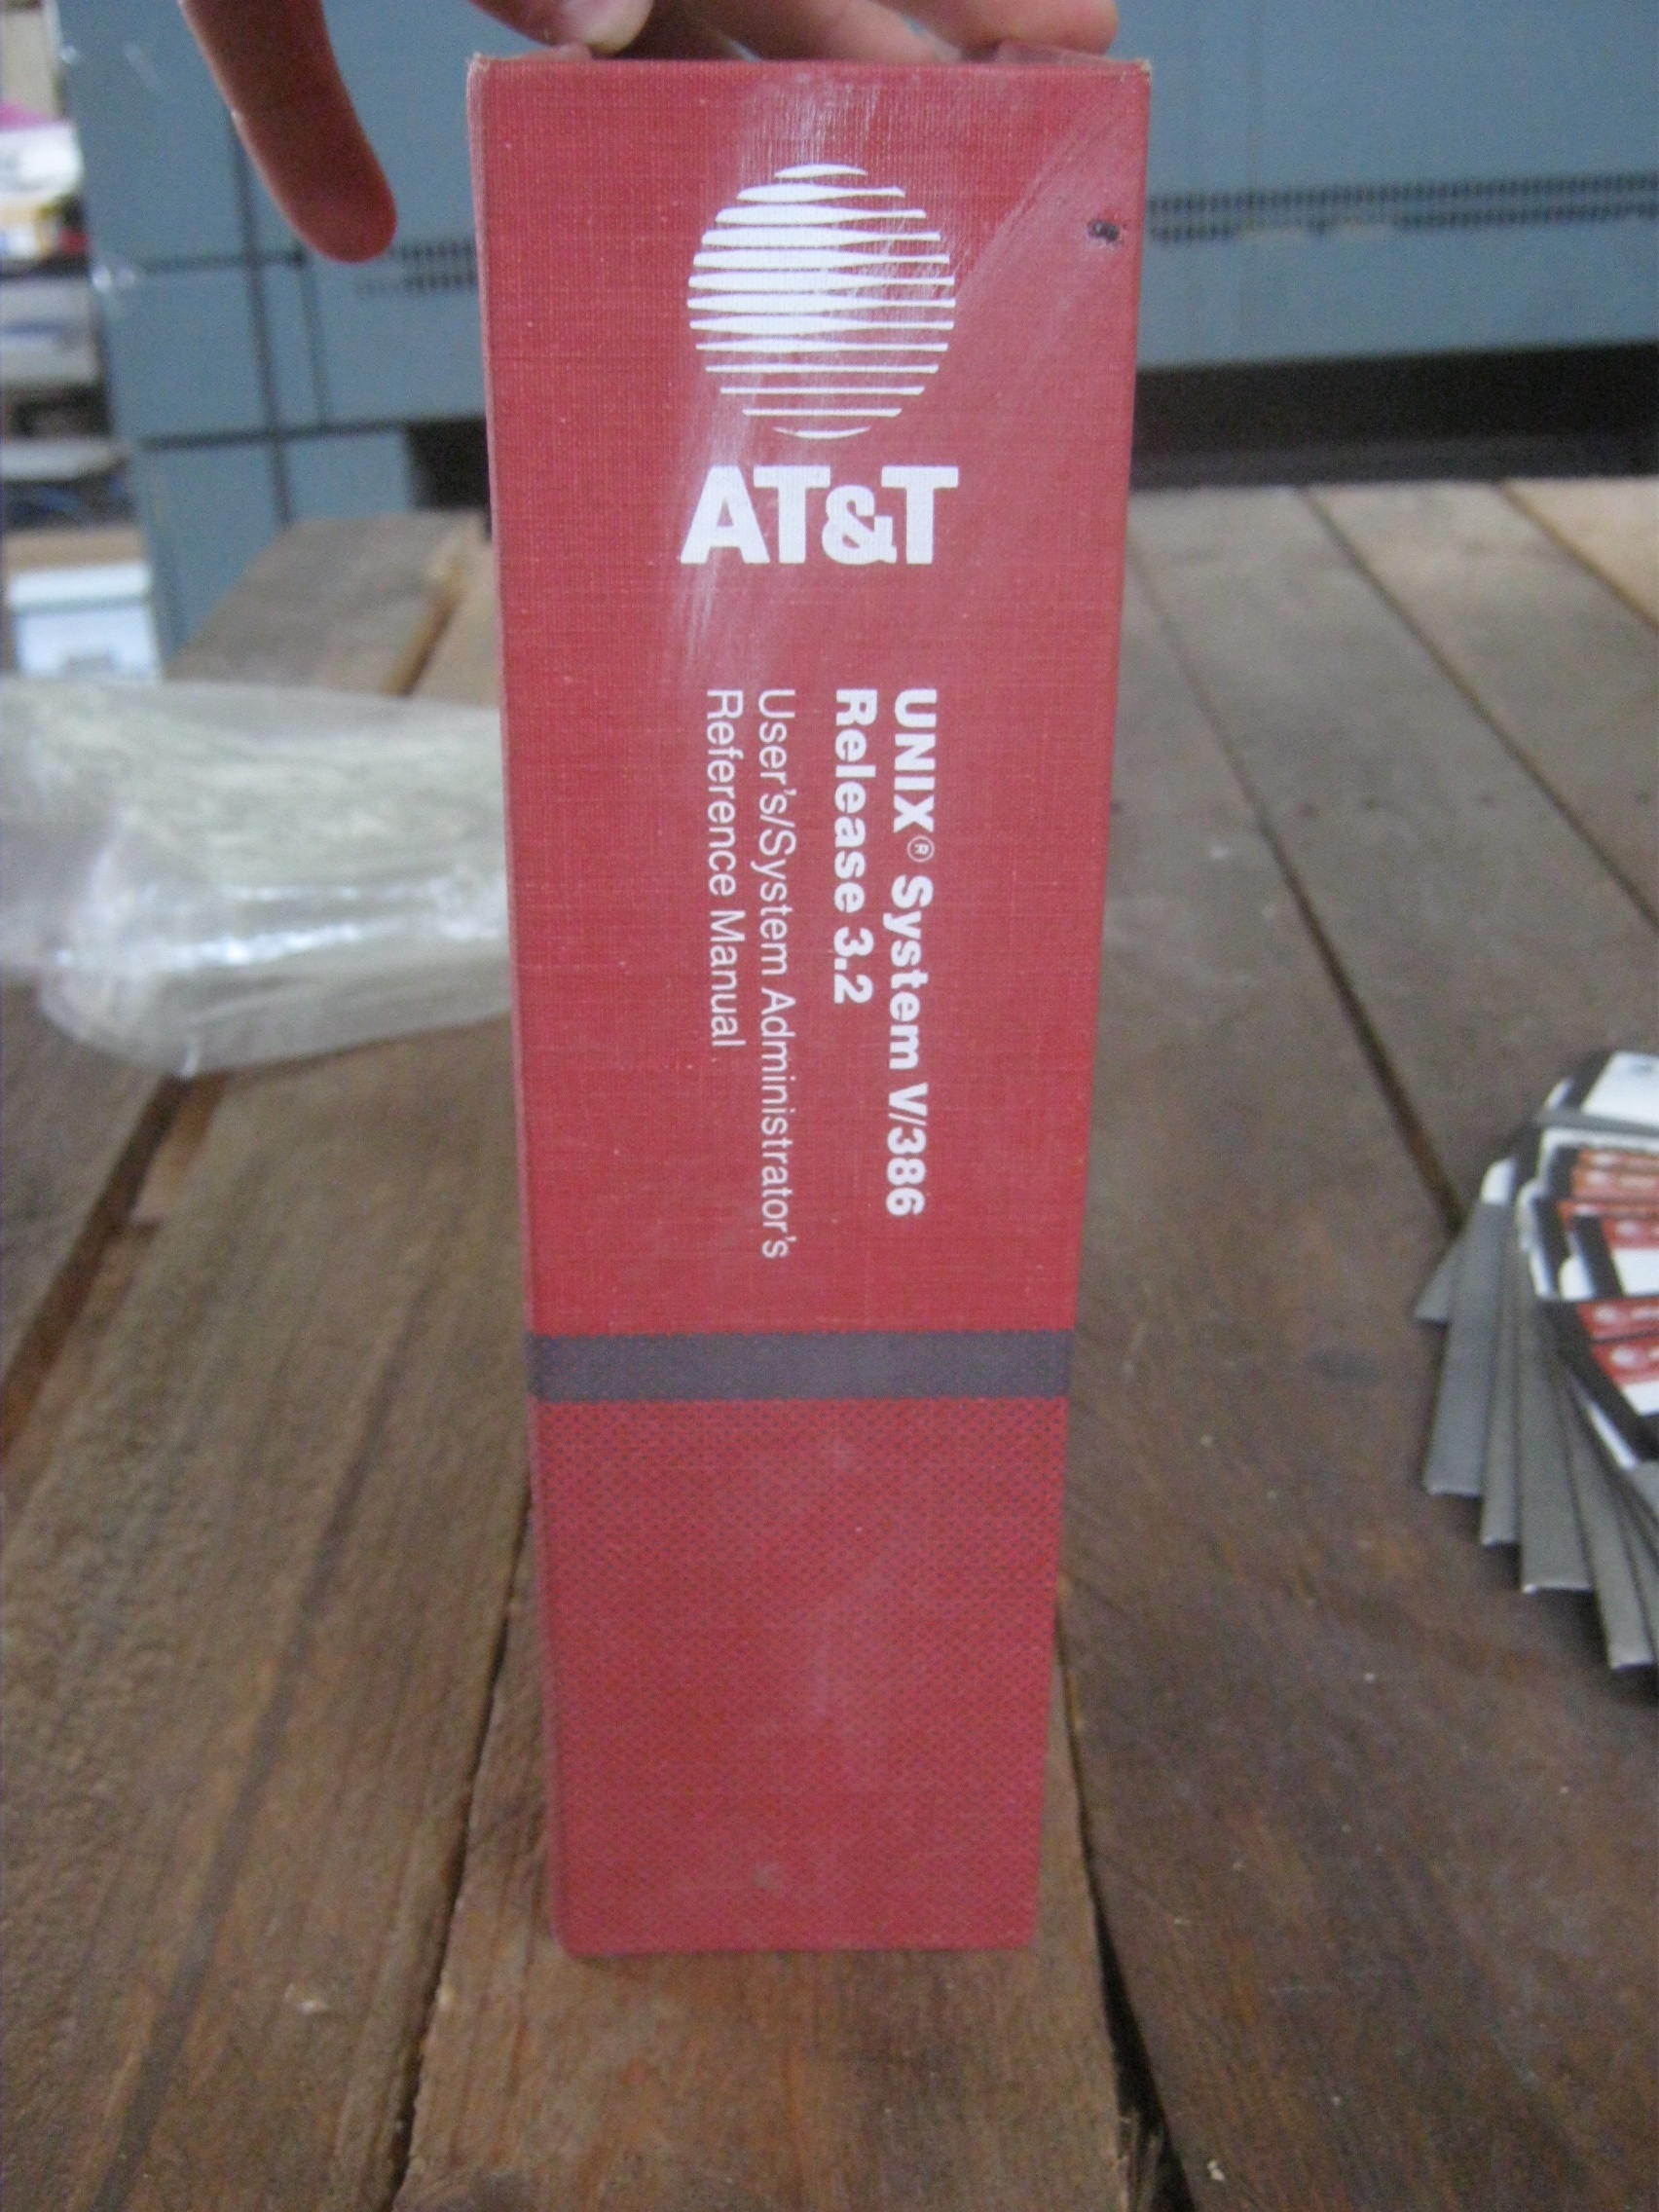 AT&T
UNIX® System V/386
Release 3.2
User's/System Administrator's
Reference Manual